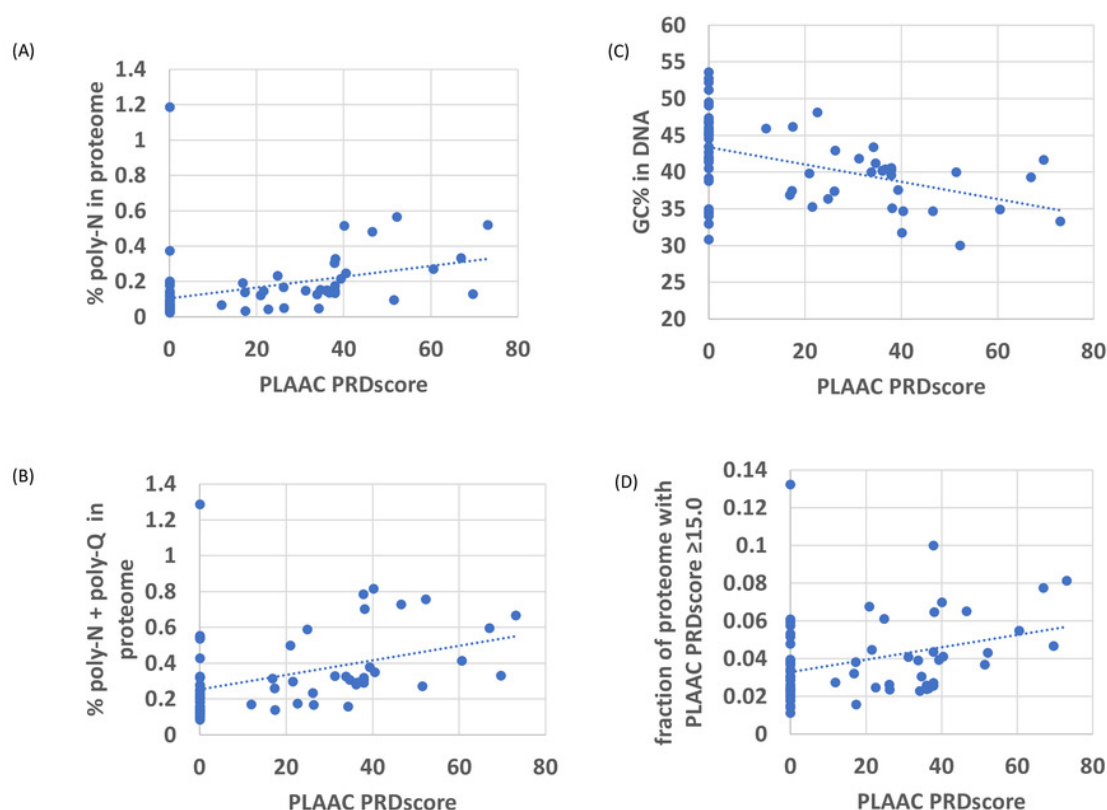 (A)
1.4
1.2
1
0.8
0.6
0.4
0.2
0
% poly-N in proteome
0 20 40 60 80
PLAAC PRDscore
(C)
60
55
50
45
40
35
30
25
20
GC% in DNA
0 20 40 60 80
PLAAC PRDscore
(B)
1.4
1.2
1
0.8
0.6
0.4
0.2
0
% poly-N + poly-Q in
proteome
0 20 40 60 80
PLAAC PRDscore
(D)
0.14
0.12
0.1
0.08
0.06
0.04
0.02
0
fraction of proteome with
PLAAC PRDscore ≥15.0
0 20 40 60 80
PLAAC PRDscore